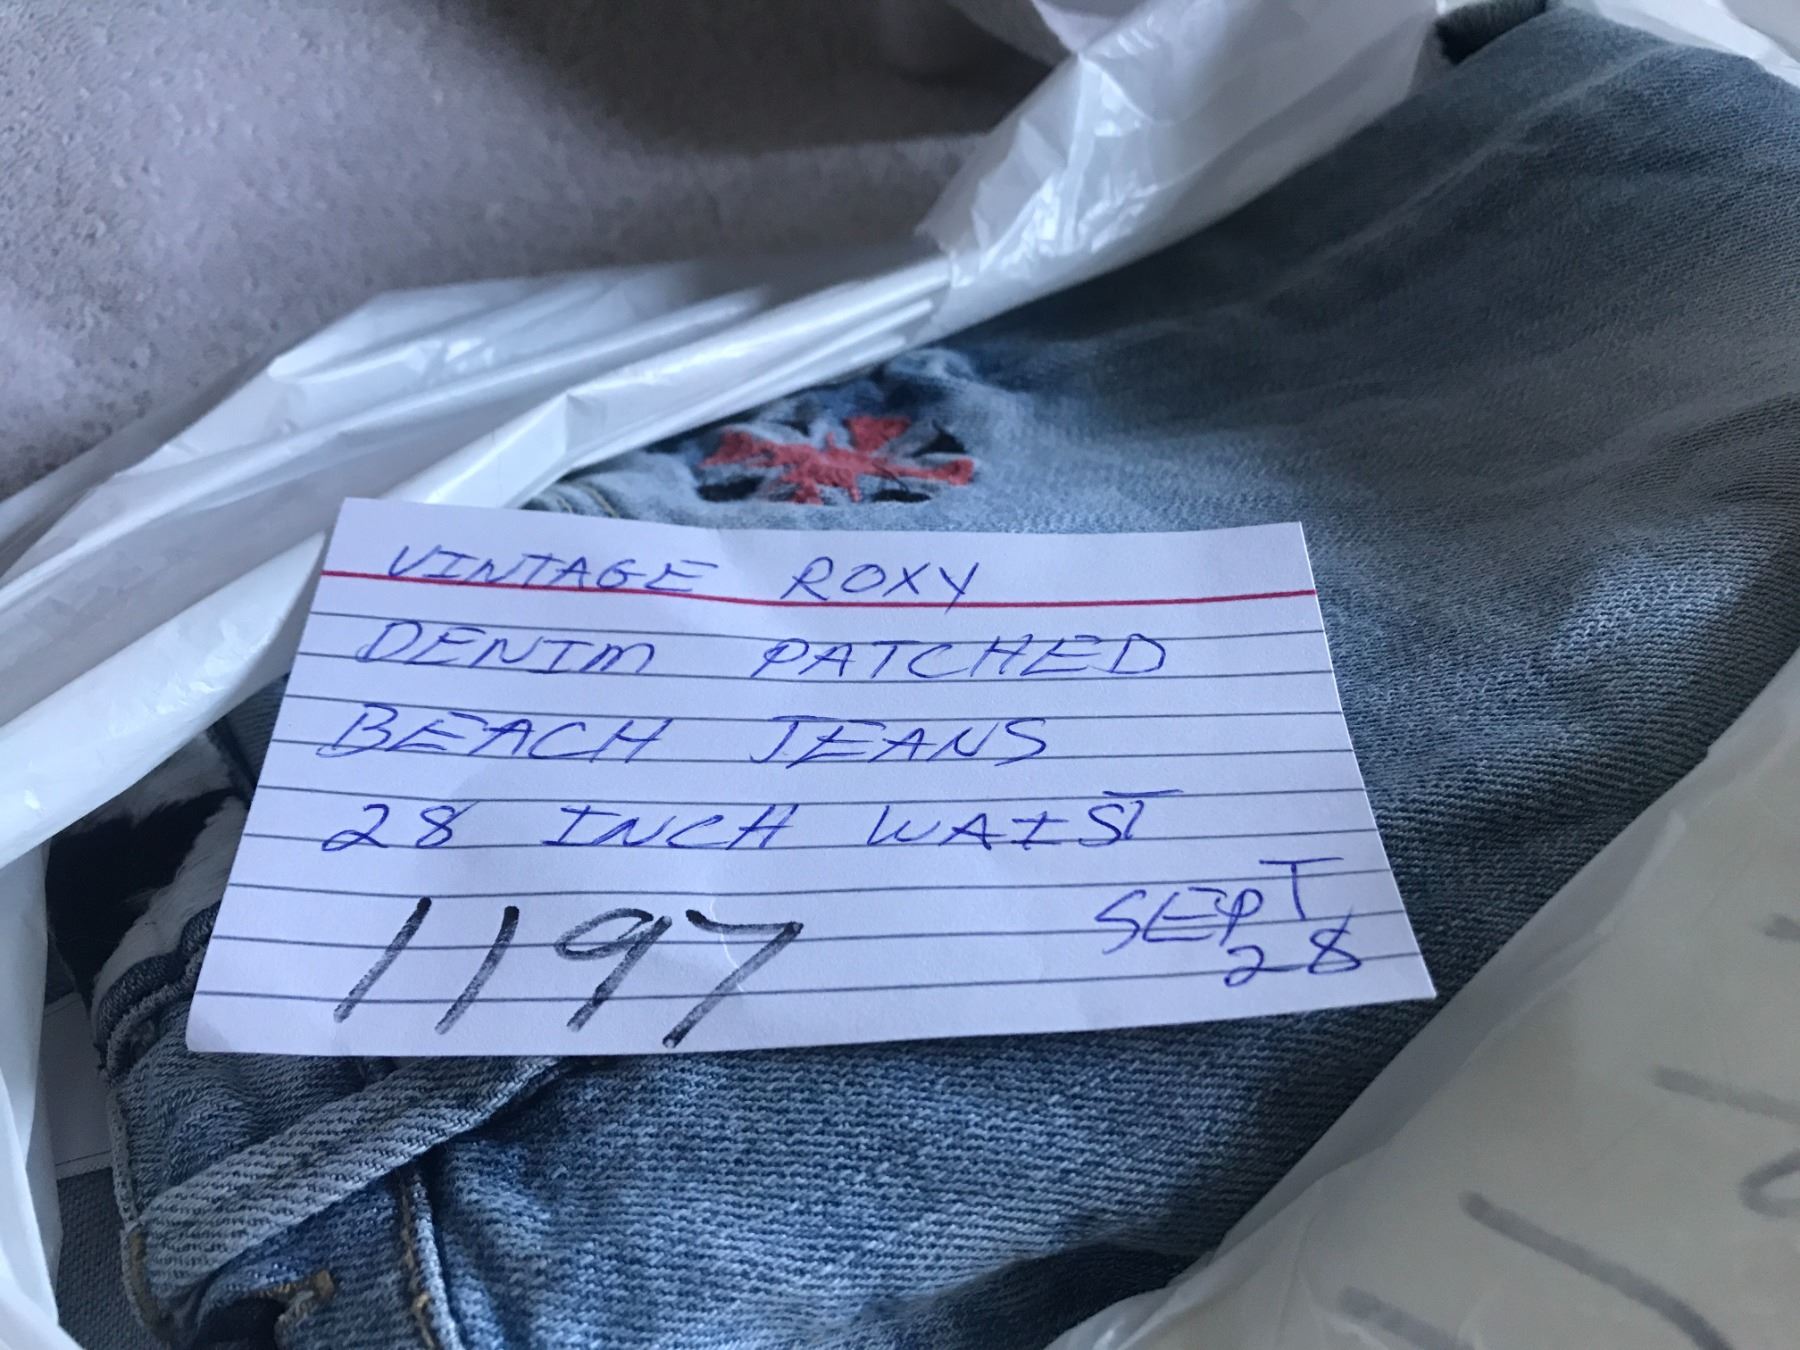 VINTAGE ROXY
DENIM PATCHED
BEACH JEANS
28 INCH WAIST
1197
SEPT
28